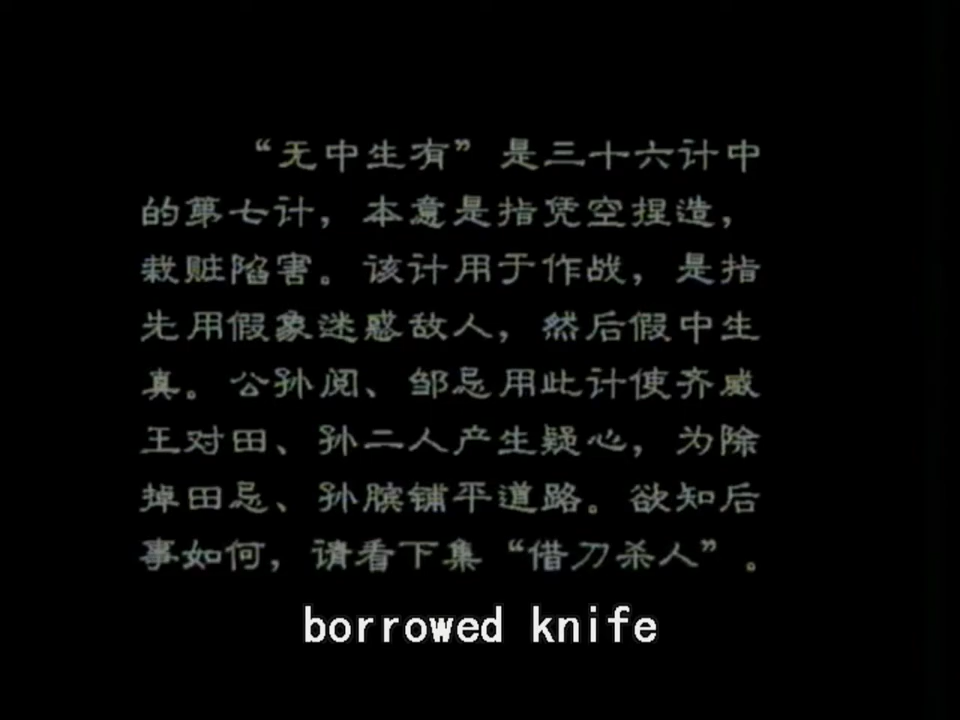 “无中生有”是三十六计中
的第七计，本意是指凭空捏造，
栽赃陷害。该计用于作战，是指
先用假象迷惑敌人，然后假中生
真。公孙阅、邹忌用此计使齐威
王对田、孙二人产生疑心，为除
掉田忌、孙膑铺平道路。欲知后
事如何，请看下集“借刀杀人”。
borrowed knife